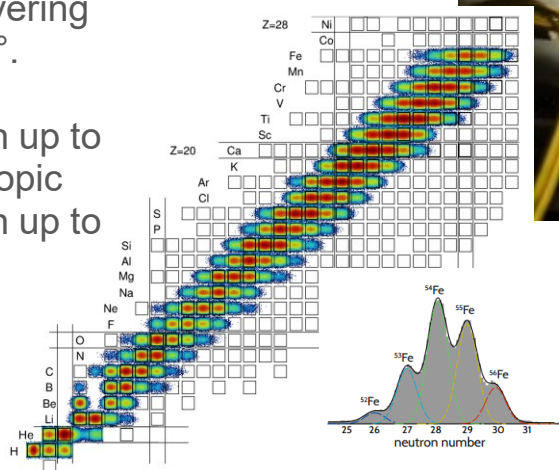 vering
°.
n up to
opic
n up to
Z=28 Ni
Co
Fe
Mn
Cr
V
Ti
Sc
Z=20 Ca
K
Ar
Cl
S
P
Si
Al
Mg
Na
Ne
F
O
N
C
B
Be
Li
He
H
54Fe
55Fe
53Fe
56Fe
52Fe
25 26 27 28 29 30 31
neutron number